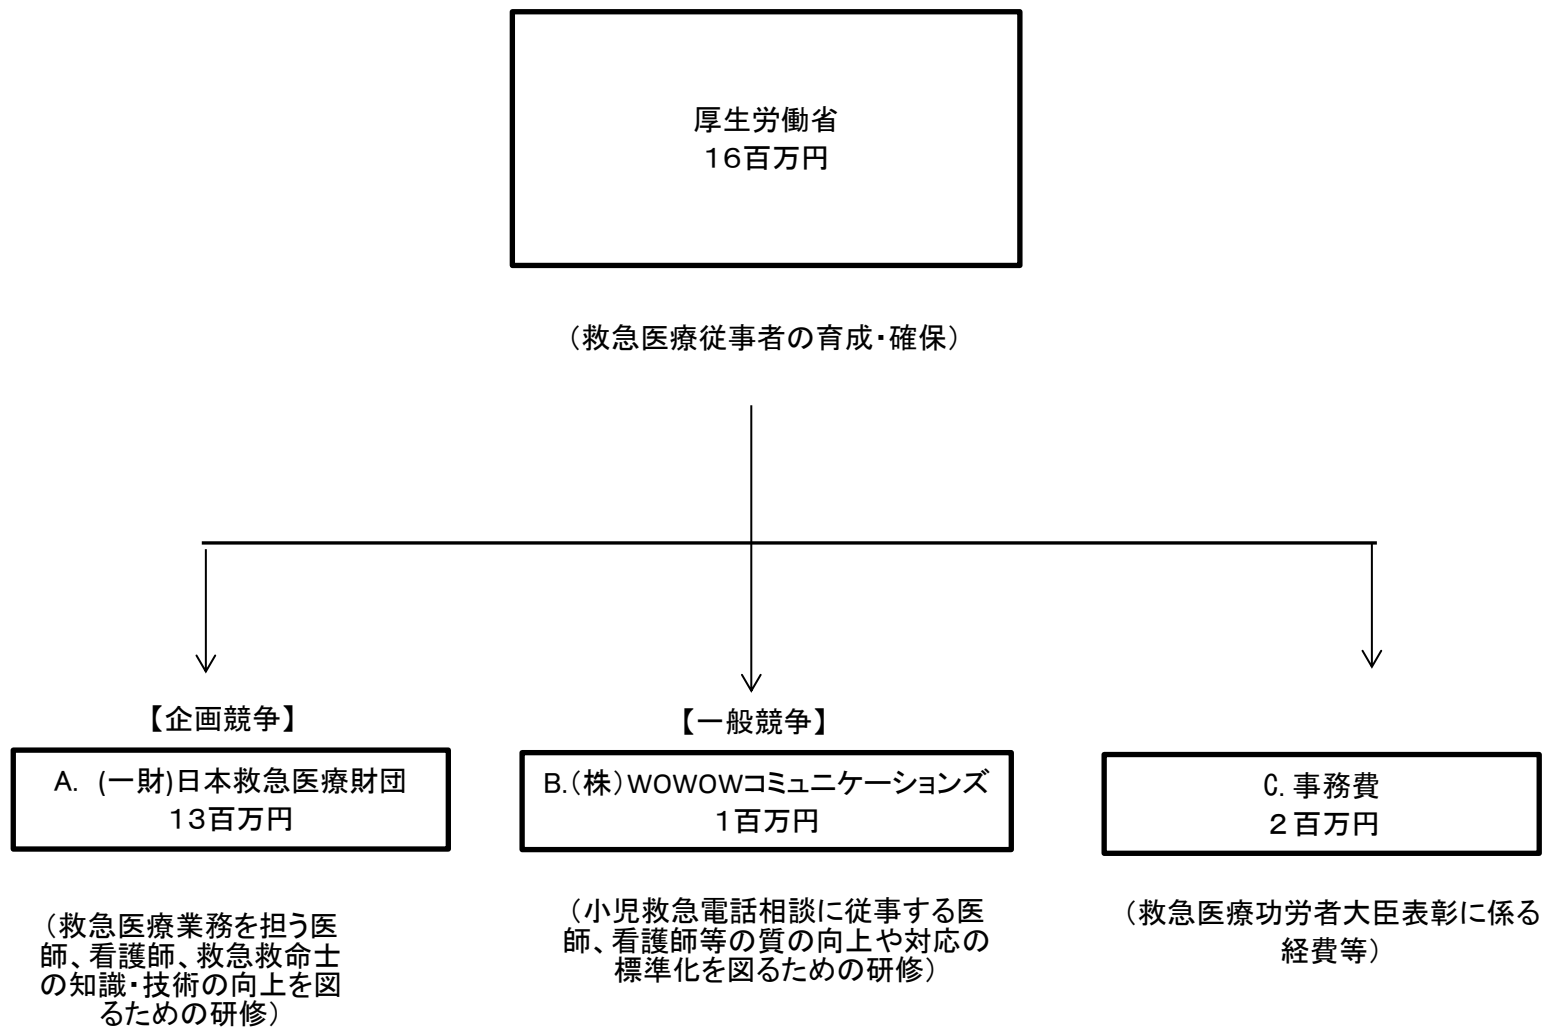 厚生労働省
16百万円
（救急医療従事者の育成・確保）
【企画競争】
A. (一財)日本救急医療財団
13百万円
（救急医療業務を担う医
師、看護師、救急救命士
の知識・技術の向上を図
るための研修）
【一般競争】
B.（株）WOWOWコミュニケーションズ
1百万円
（小児救急電話相談に従事する医
師、看護師等の質の向上や対応の
標準化を図るための研修）
C. 事務費
２百万円
（救急医療功労者大臣表彰に係る
経費等）